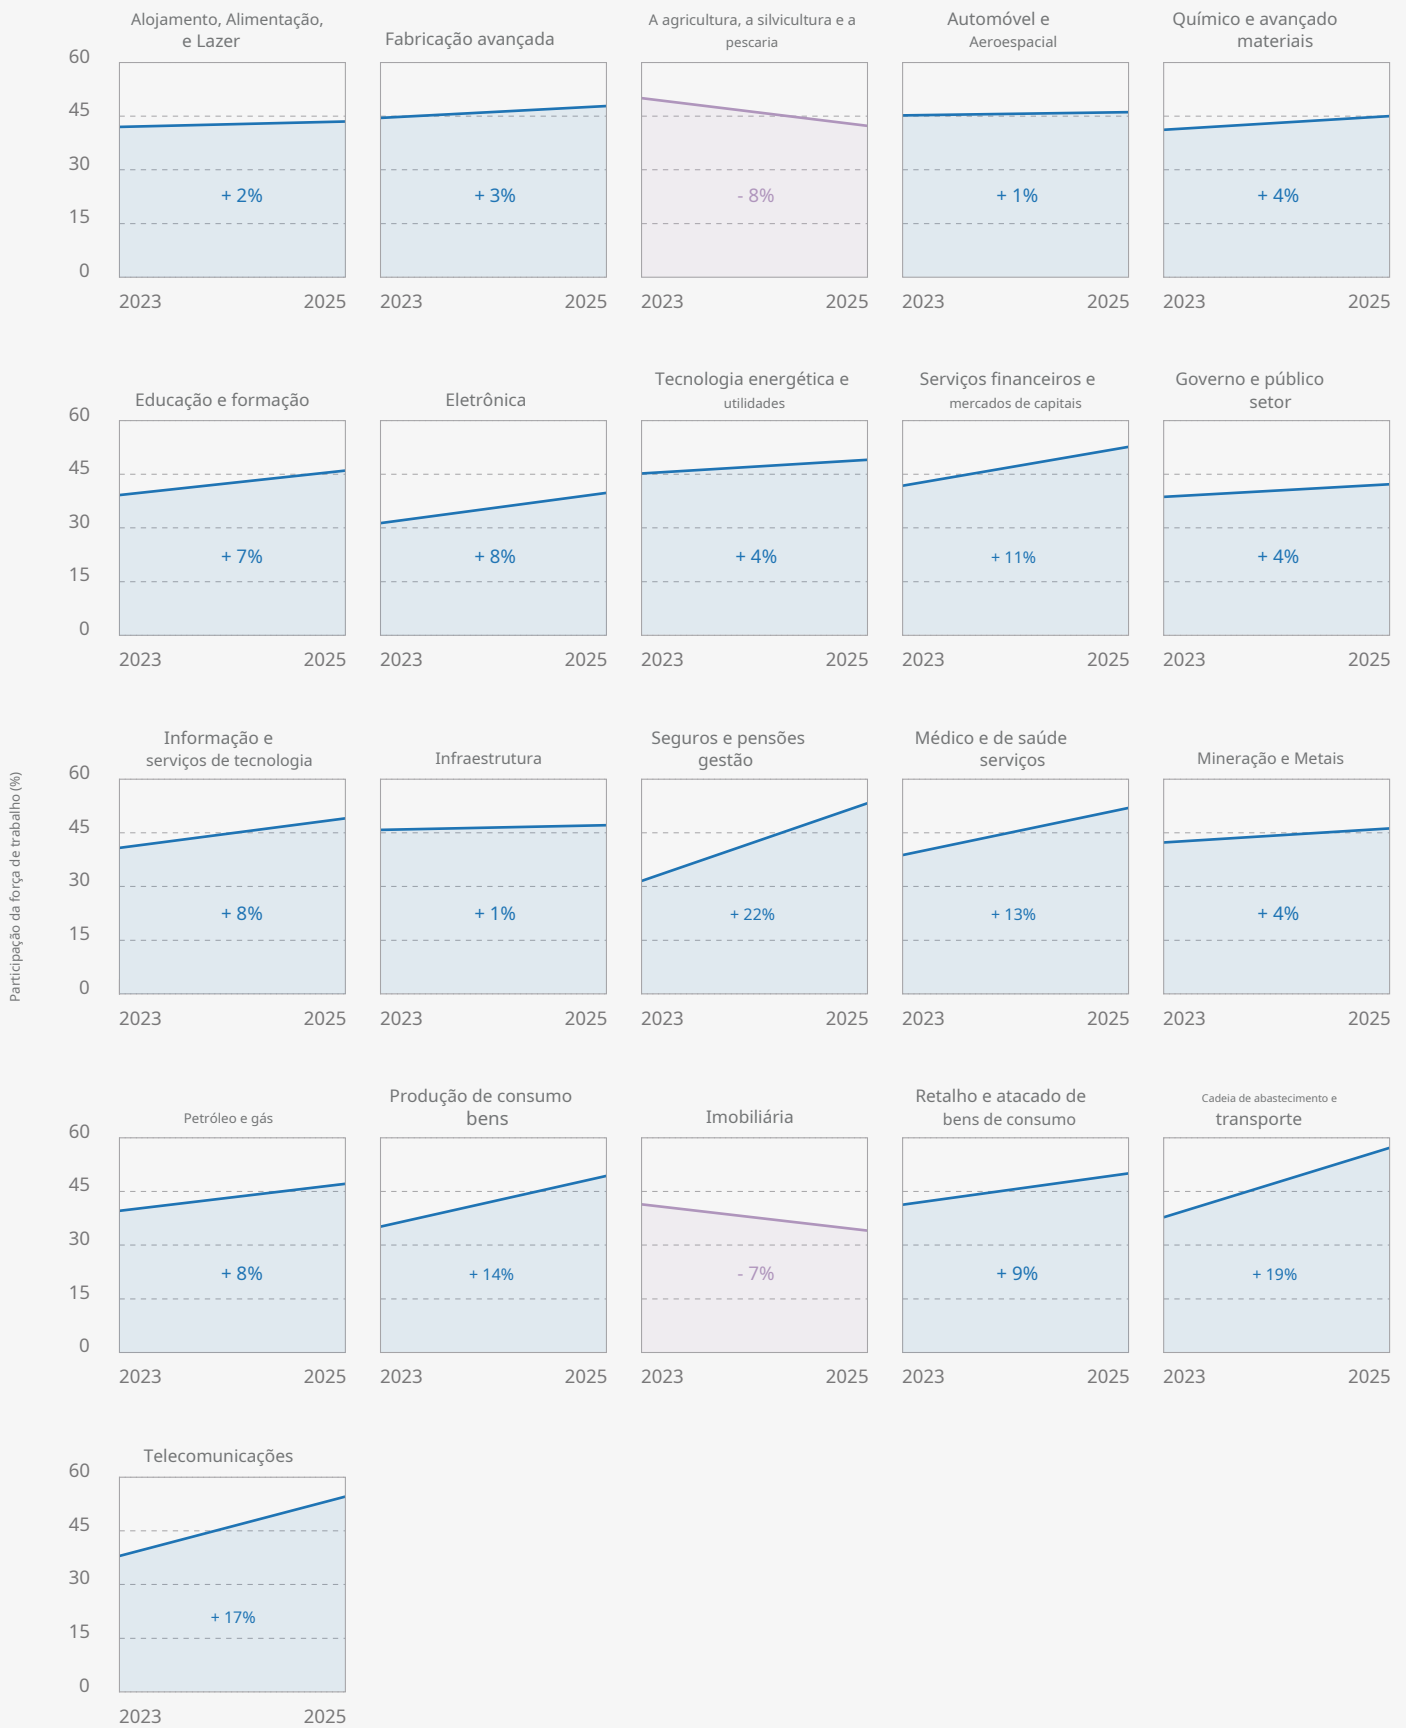 Alojamento, Alimentação,
e Lazer
Fabricação avançada
A agricultura, a silvicultura e a
pescaria
Automóvel e
Aeroespacial
Químico e avançado
materiais
60
45
30
15
0
+ 2%
+ 3%
- 8%
+ 1%
+ 4%
2023 2025
2023 2025
2023 2025
2023 2025
2023 2025
Educação e formação
Eletrônica
Tecnologia energética e
utilidades
Serviços financeiros e
mercados de capitais
Governo e público
setor
60
45
30
15
0
+ 7%
+ 8%
+ 4%
+ 11%
+ 4%
2023 2025
2023 2025
2023 2025
2023 2025
2023 2025
Participação da força de trabalho (%)
Informação e
serviços de tecnologia
Infraestrutura
Seguros e pensões
gestão
Médico e de saúde
serviços
Mineração e Metais
60
45
30
15
0
+ 8%
+ 1%
+ 22%
+ 13%
+ 4%
2023 2025
2023 2025
2023 2025
2023 2025
2023 2025
Petróleo e gás
Produção de consumo
bens
Imobiliária
Retalho e atacado de
bens de consumo
Cadeia de abastecimento e
transporte
60
45
30
15
0
+ 8%
+ 14%
- 7%
+ 9%
+ 19%
2023 2025
2023 2025
2023 2025
2023 2025
2023 2025
Telecomunicações
60
45
30
15
0
+ 17%
2023 2025